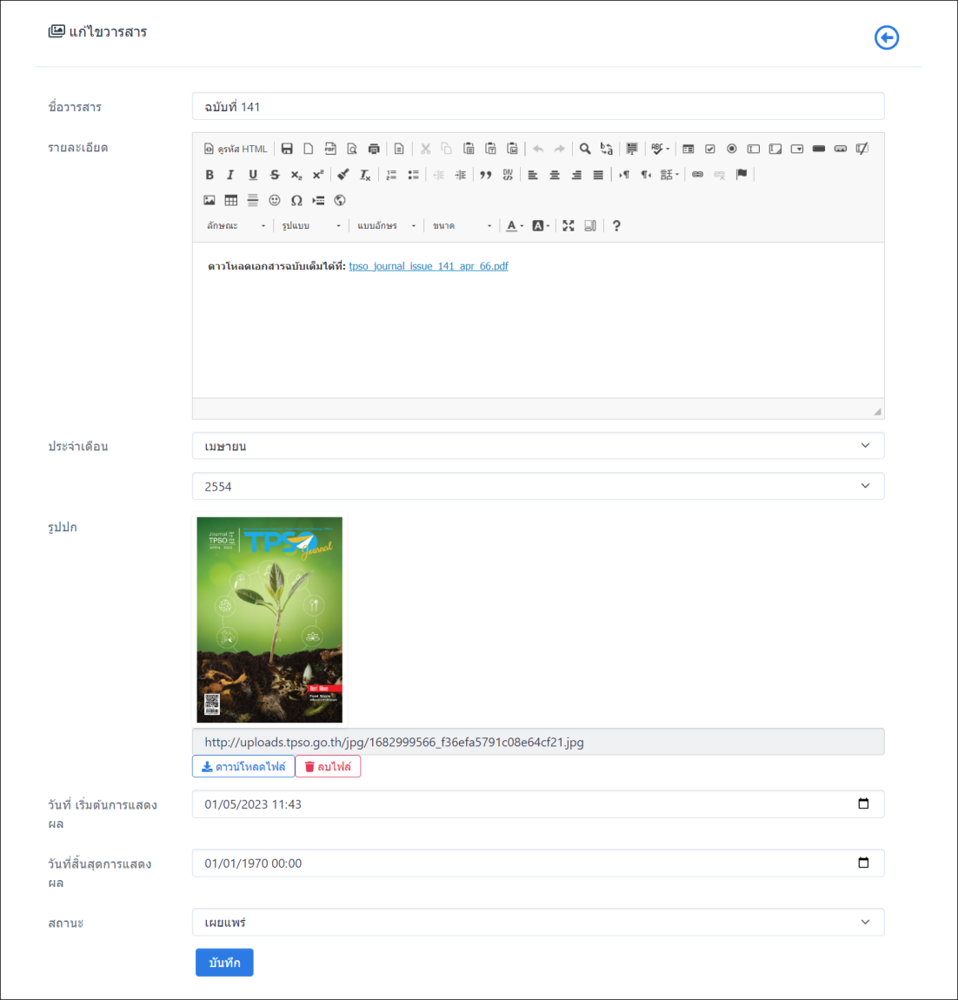 แก้ไขวารสาร
ชื่อวารสาร
ฉบับที่ 141
รายละเอียด
ดูรหัส HTML
ลักษณะ
รูปแบบ
แบบอักษร
ขนาด
ดาวโหลดเอกสารฉบับเต็มได้ที่: tpso_journal_issue_141_apr_66.pdf
ประจำเดือน
เมษายน
2554
รูปปก
Journal
TPSO
TPSO
Journal
Food Waste
http://uploads.tpso.go.th/jpg/1682999566_f36efa5791c08e64cf21.jpg
ดาวน์โหลดไฟล์
ลบไฟล์
วันที่ เริ่มต้นการแสดง
ผล
01/05/2023 11:43
วันที่สิ้นสุดการแสดง
ผล
01/01/1970 00:00
สถานะ
เผยแพร่
บันทึก